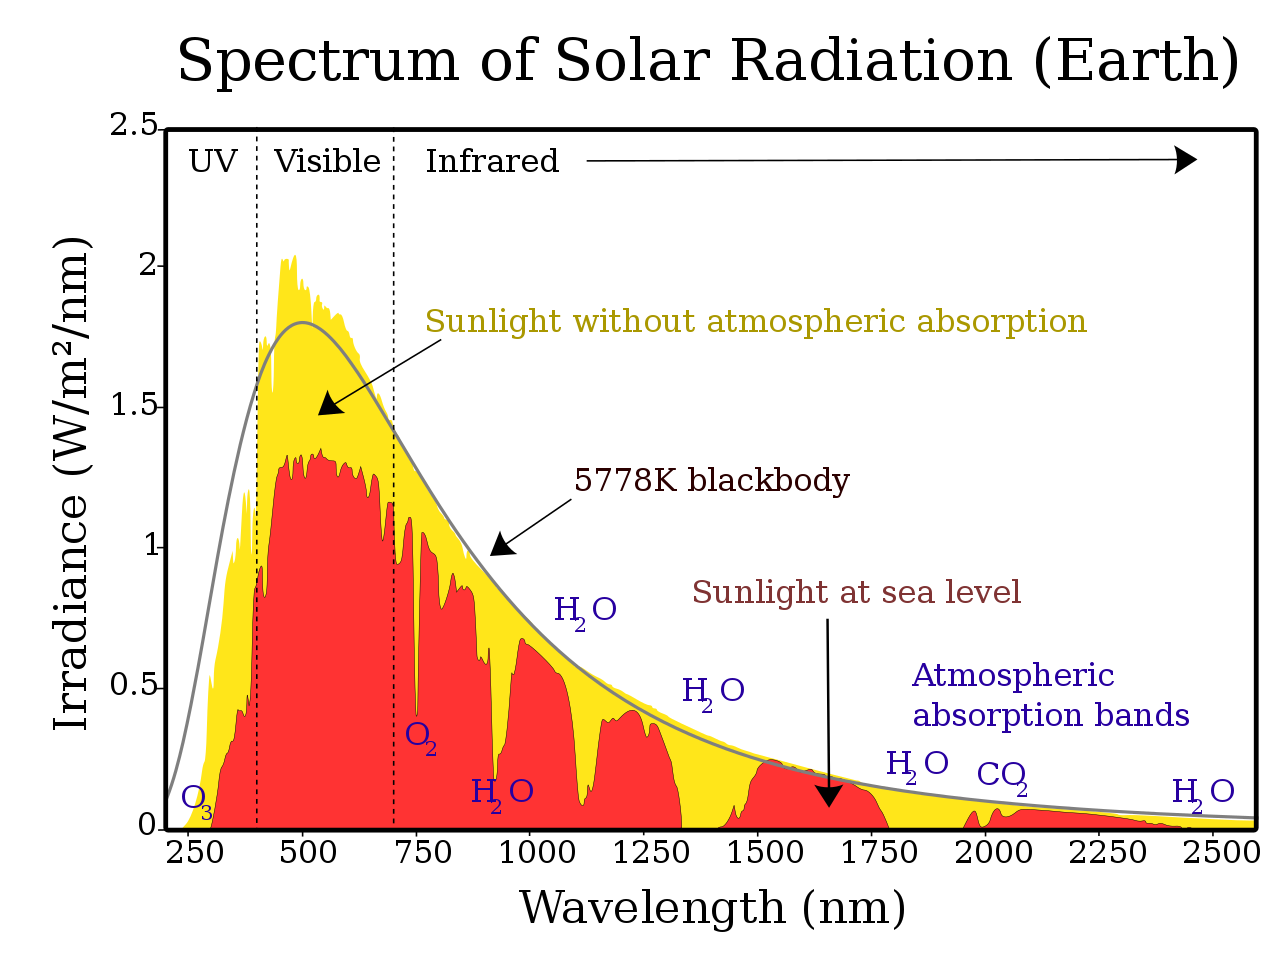 Spectrum of Solar Radiation (Earth)
2.5
UV Visible Infrared
2
Sunlight without atmospheric absorption
1.5
5778K blackbody
1
H₂O
Sunlight at sea level
0.5
H₂O
Atmospheric
absorption bands
O₂
H₂O
CO₂
O₃
H₂O
H₂O
0
250 500 750 1000 1250 1500 1750 2000 2250 2500
Wavelength (nm)
Irradiance (W/m²/nm)